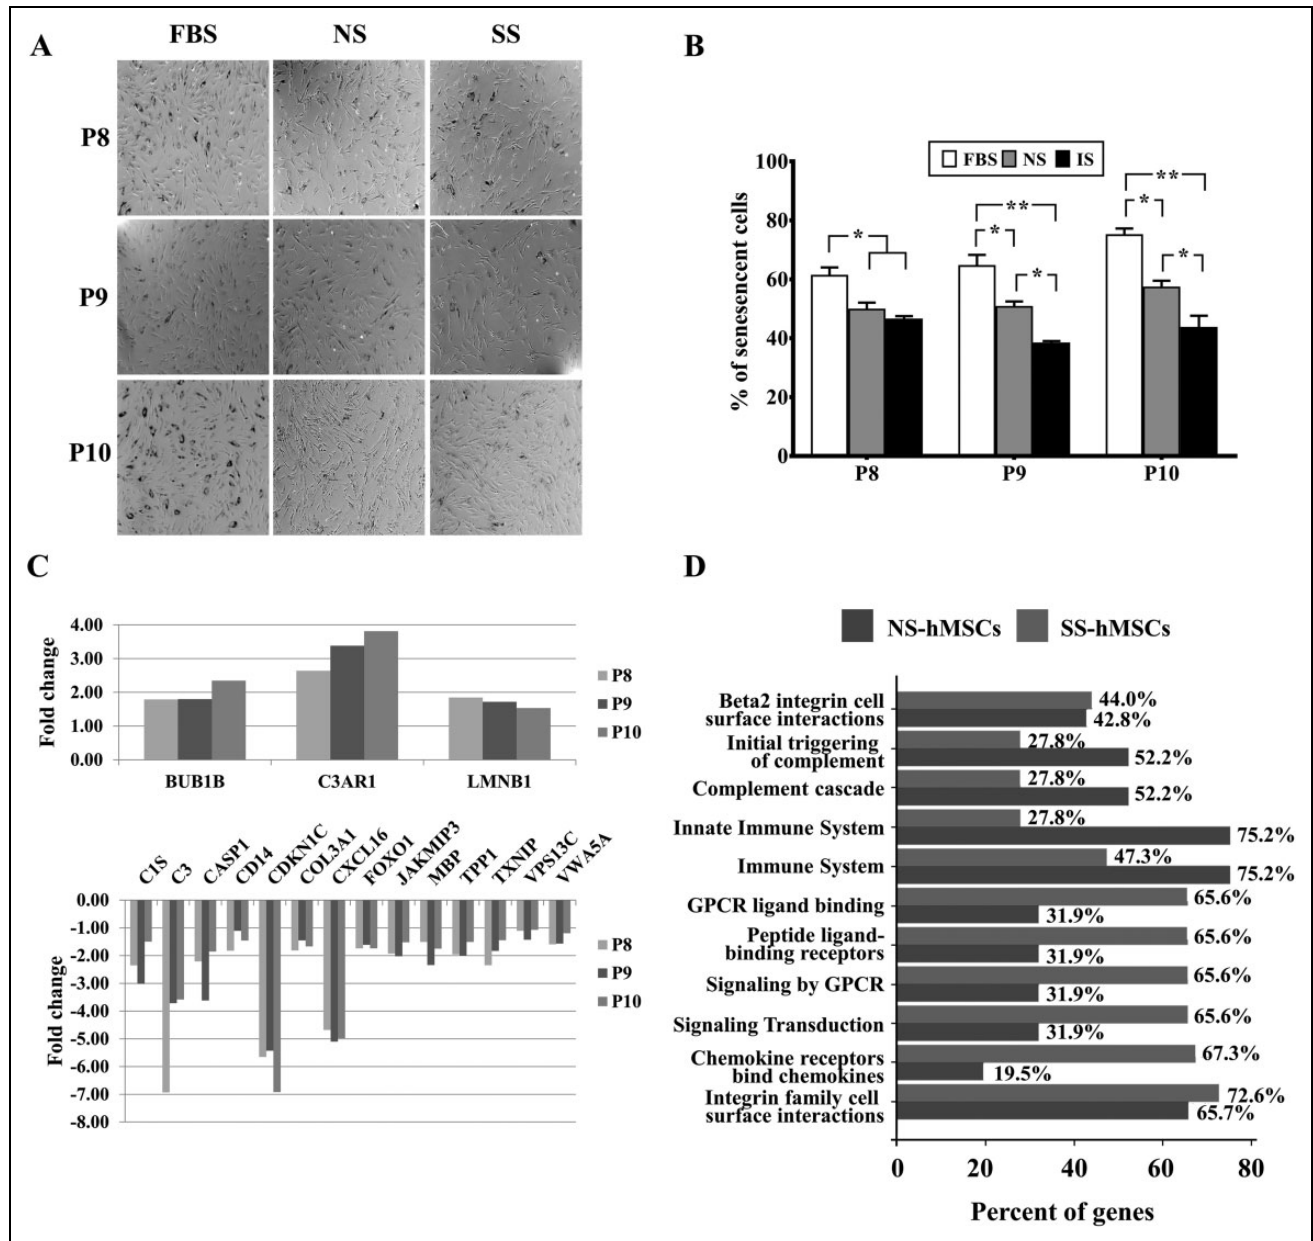 A
FBS NS SS
P8
P9
P10
B
FBS NS IS
% of senesencent cells
100
80
60
40
20
0
* * ** * * ** *
P8 P9 P10
C
Fold change
4.00
3.00
2.00
1.00
0.00
BUB1B C3AR1 LMNB1
P8
P9
P10
C1S C3 CASP1 CD14 CDKN1C COL3A1 CXCL16 FOXO1 JAKMIP3 MBP TPP1 TXNIP VPS13C VWA5A
Fold change
0.00
-1.00
-2.00
-3.00
-4.00
-5.00
-6.00
-7.00
-8.00
P8
P9
P10
D
NS-hMSCs SS-hMSCs
Beta2 integrin cell
surface interactions
44.0%
42.8%
Initial triggering
of complement
27.8%
52.2%
Complement cascade
27.8%
52.2%
Innate Immune System
27.8%
75.2%
Immune System
47.3%
75.2%
GPCR ligand binding
65.6%
31.9%
Peptide ligand-
binding receptors
65.6%
31.9%
Signaling by GPCR
65.6%
31.9%
Signaling Transduction
65.6%
31.9%
Chemokine receptors
bind chemokines
67.3%
19.5%
Integrin family cell
surface interactions
72.6%
65.7%
0 20 40 60 80
Percent of genes